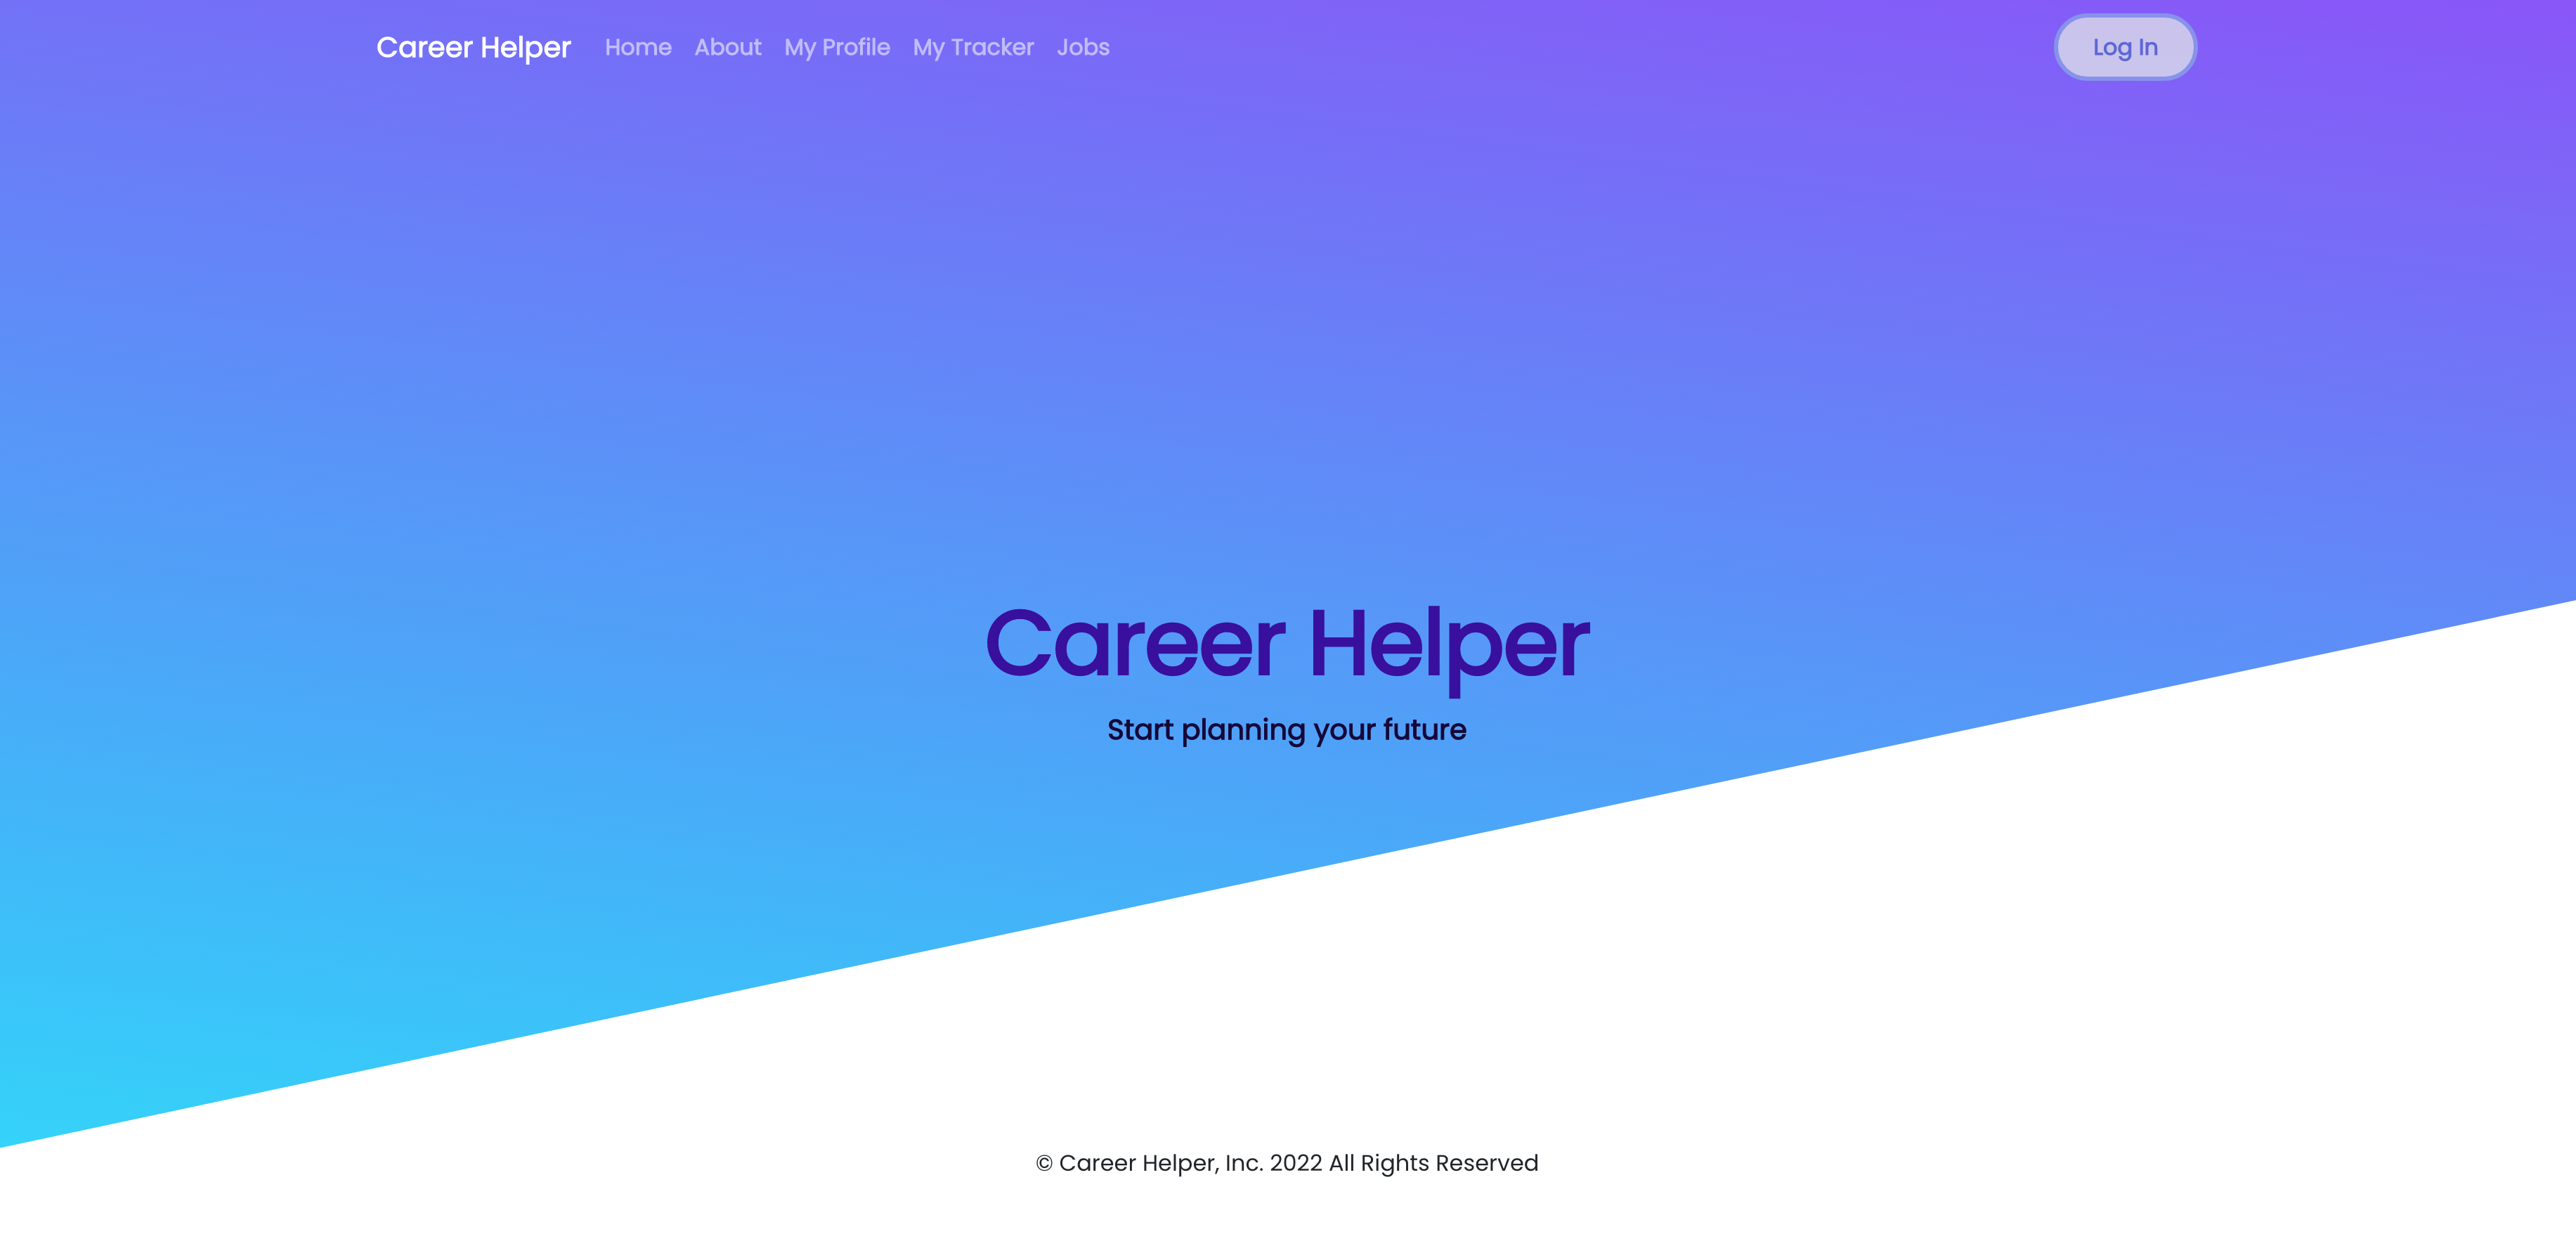 Career Helper Home About My Profile My Tracker Jobs Log In
Career Helper
Start planning your future
© Career Helper, Inc. 2022 All Rights Reserved